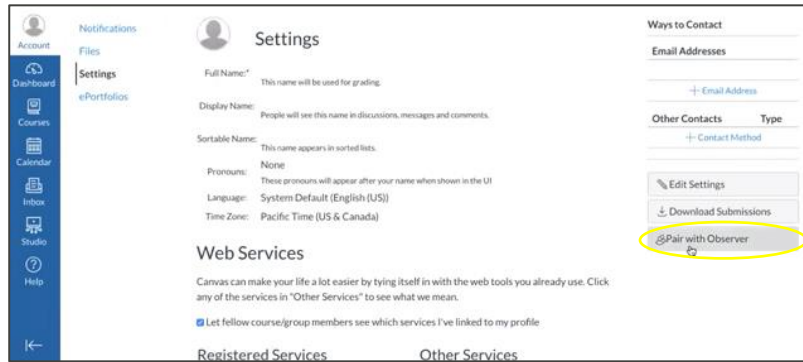 Account
Dashboard
Courses
Calendar
Inbox
Studio
Help
Notifications
Files
Settings
ePortfolios
Settings
Full Name:*
This name will be used for grading.
Display Name:
People will see this name in discussions, messages and comments.
Sortable Name:
This name appears in sorted lists.
Pronouns: None
These pronouns will appear after your name when shown in the UI
Language: System Default (English (US))
Time Zone: Pacific Time (US & Canada)
Web Services
Canvas can make your life a lot easier by tying itself in with the web tools you already use. Click
any of the services in "Other Services" to see what we mean.
Let fellow course/group members see which services I've linked to my profile
Registered Services Other Services
Ways to Contact
Email Addresses
+ Email Address
Other Contacts Type
+ Contact Method
Edit Settings
Download Submissions
Pair with Observer